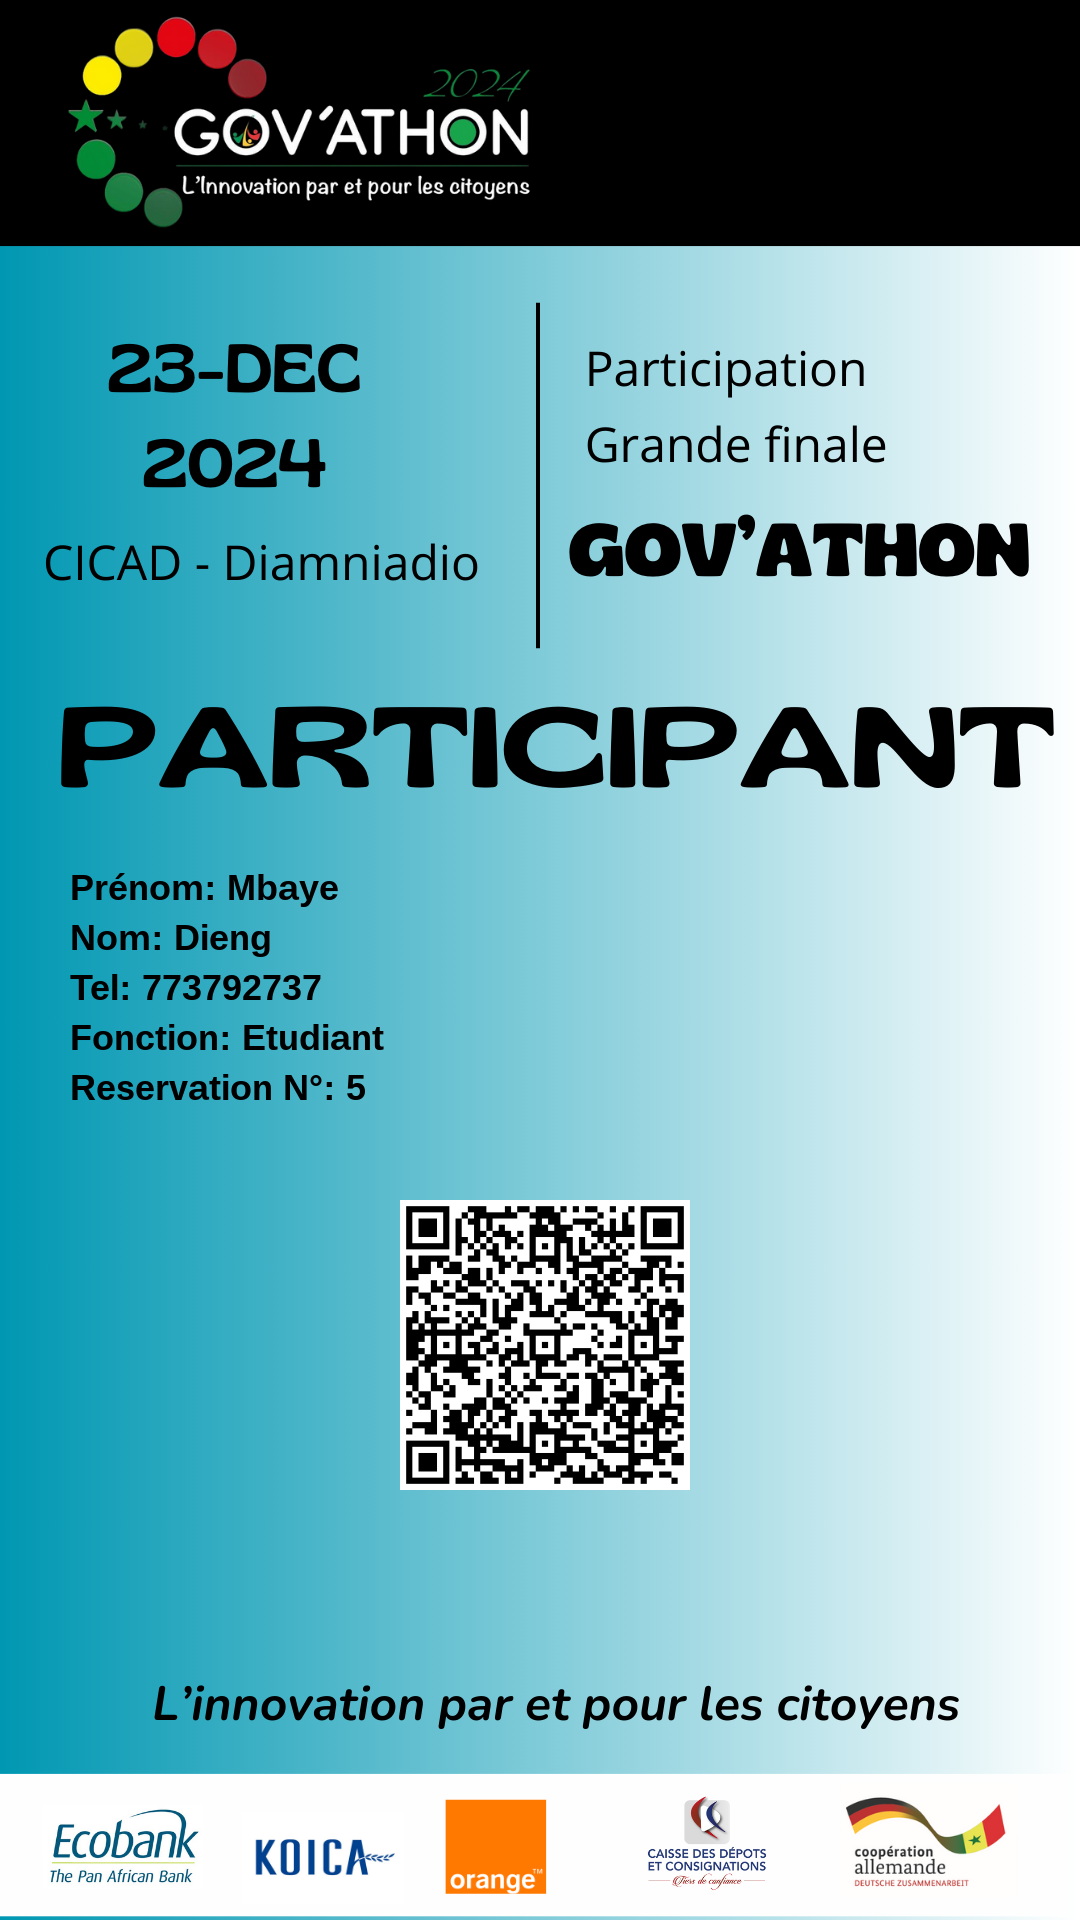 2024
GOV'ATHON
L'Innovation par et pour les citoyens
23-DEC
2024
CICAD - Diamniadio
Participation
Grande finale
GOV'ATHON
PARTICIPANT
Prénom: Mbaye
Nom: Dieng
Tel: 773792737
Fonction: Etudiant
Reservation N°: 5
L'innovation par et pour les citoyens
Ecobank
The Pan African Bank
KOICA
orange™
CAISSE DES DÉPOTS
ET CONSIGNATIONS
Tiers de confiance
coopération
allemande
DEUTSCHE ZUSAMMENARBEIT